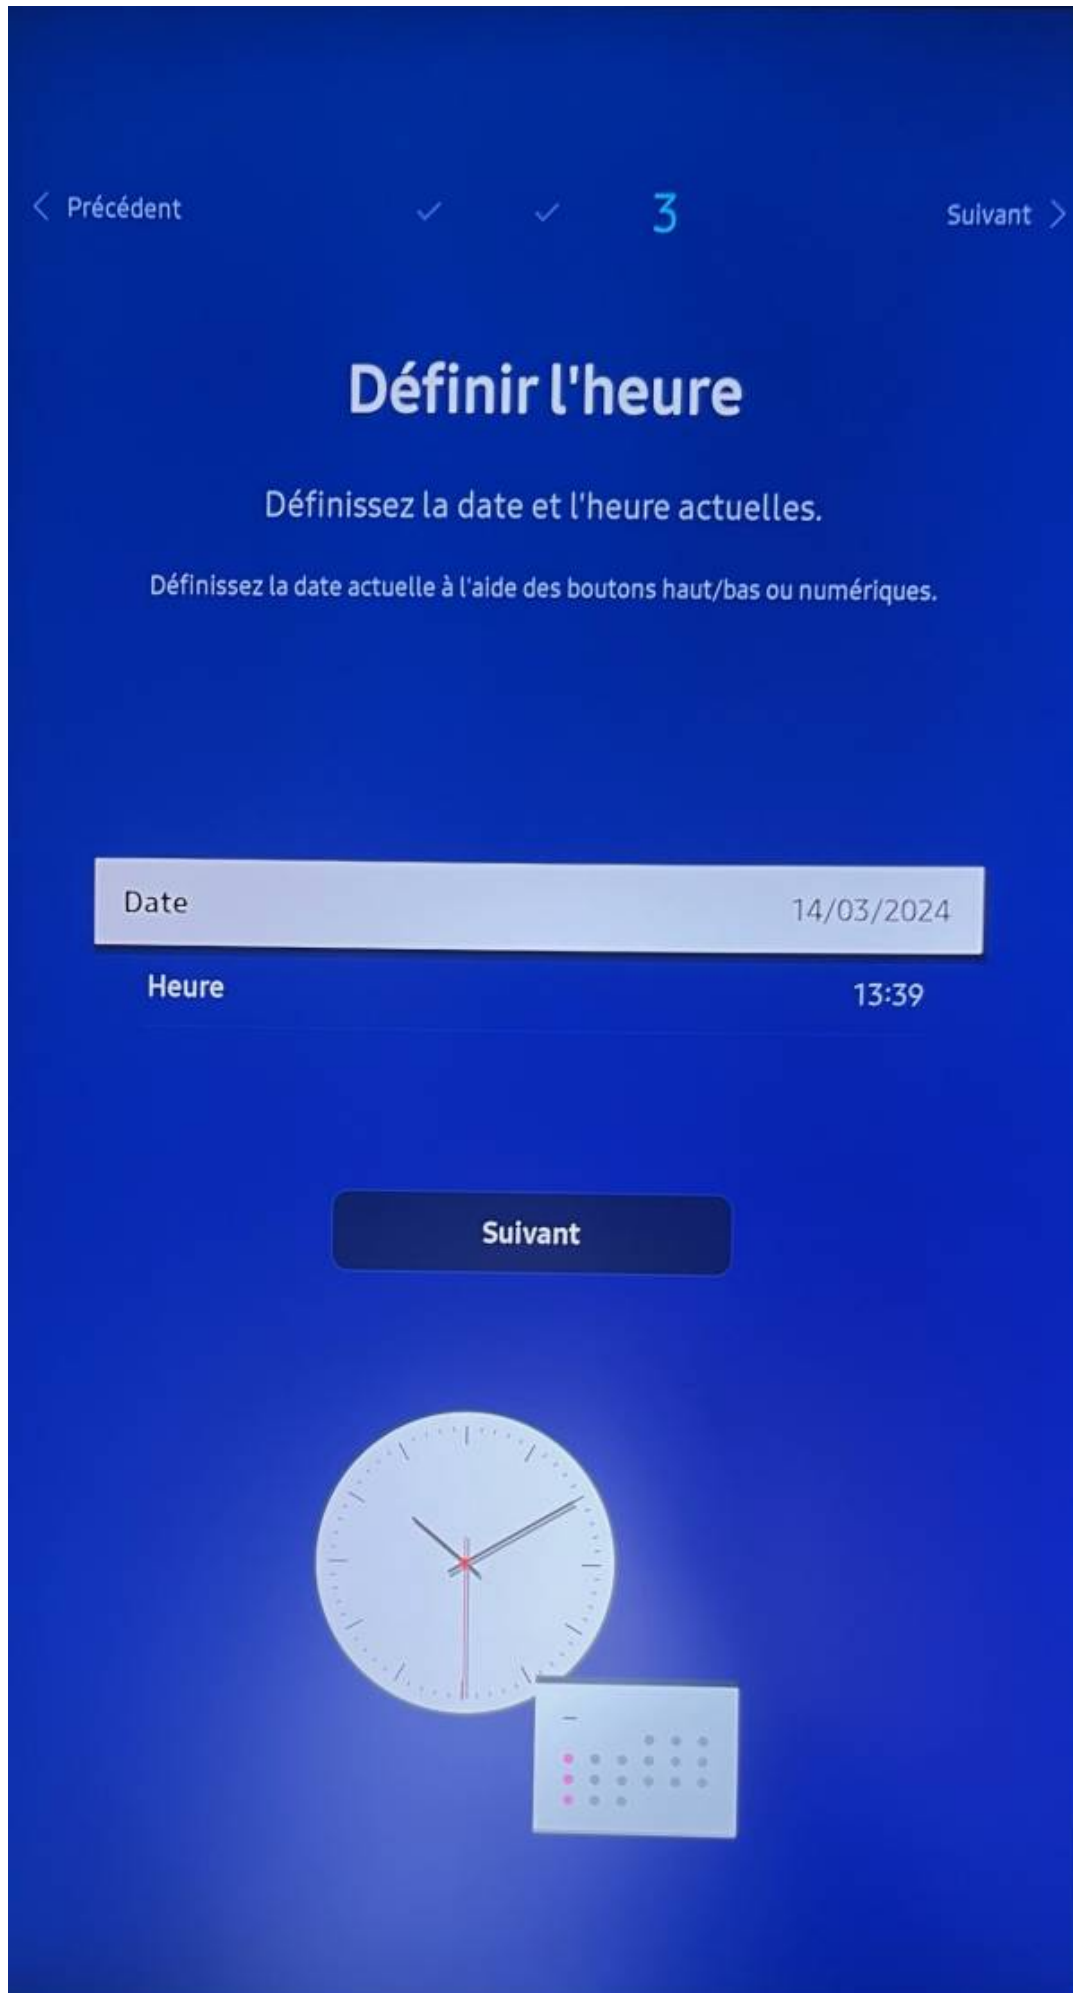 Précédent
3
Suivant
Définir l'heure
Définissez la date et l'heure actuelles.
Définissez la date actuelle à l'aide des boutons haut/bas ou numériques.
Date 14/03/2024
Heure 13:39
Suivant